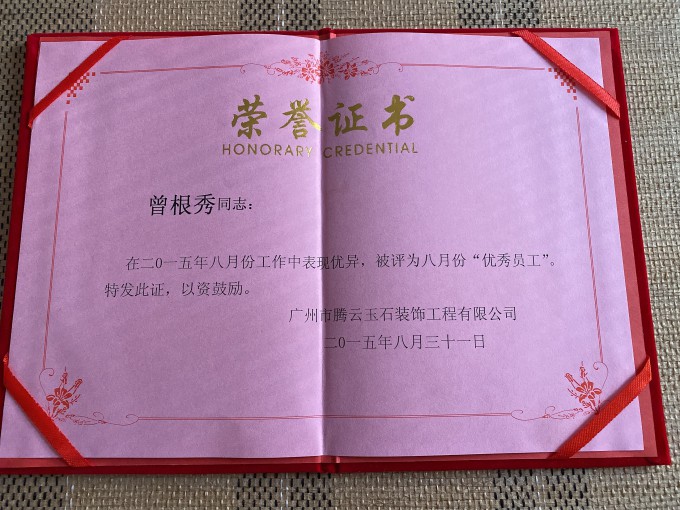 荣誉证书
HONORARY CREDENTIAL
曾根秀同志：
在二0一五年八月份工作中表现优异，被评为八月份“优秀员工”。
特发此证，以资鼓励。
广州市腾云玉石装饰工程有限公司
二0一五年八月三十一日